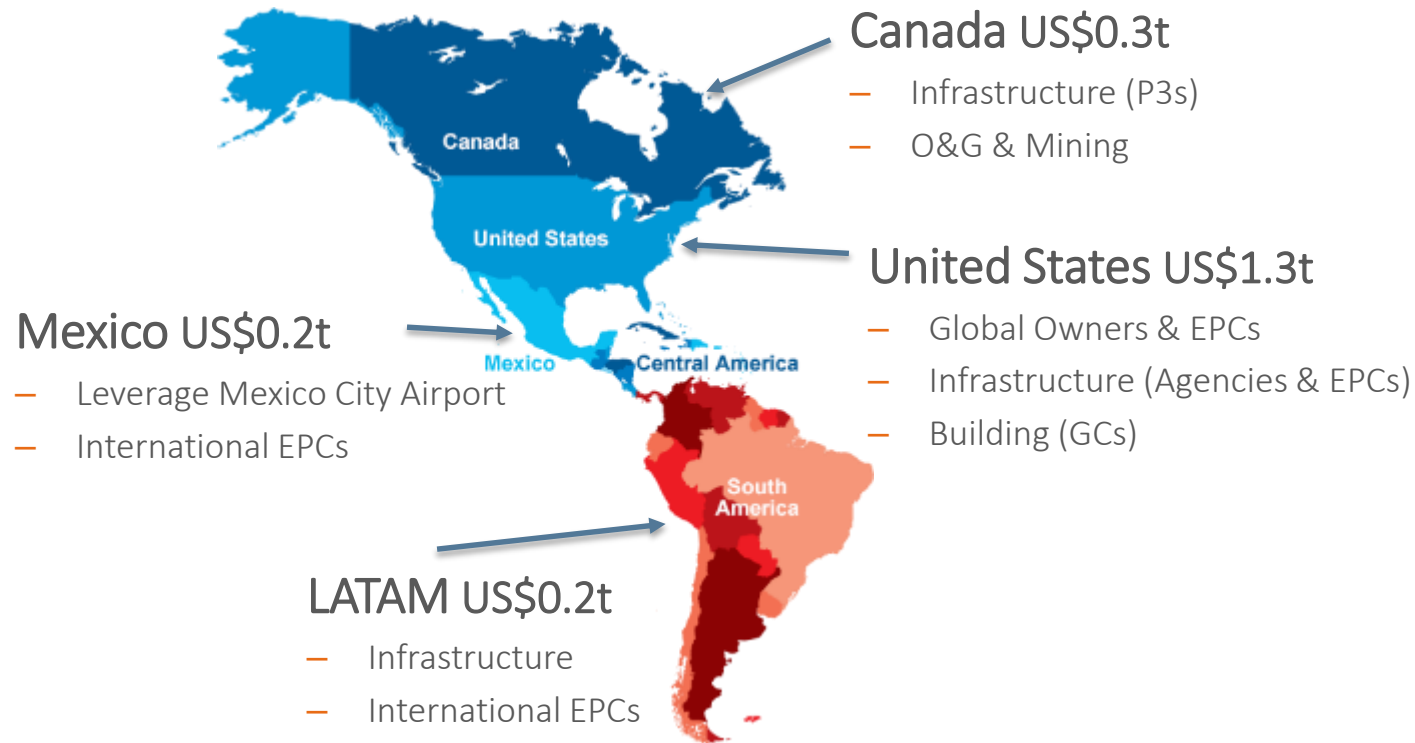 Canada US$0.3t
– Infrastructure (P3s)
– O&G & Mining
Canada
United States
United States US$1.3t
– Global Owners & EPCs
– Infrastructure (Agencies & EPCs)
– Building (GCs)
Mexico US$0.2t
– Leverage Mexico City Airport
– International EPCs
Mexico
Central America
South
America
LATAM US$0.2t
– Infrastructure
– International EPCs